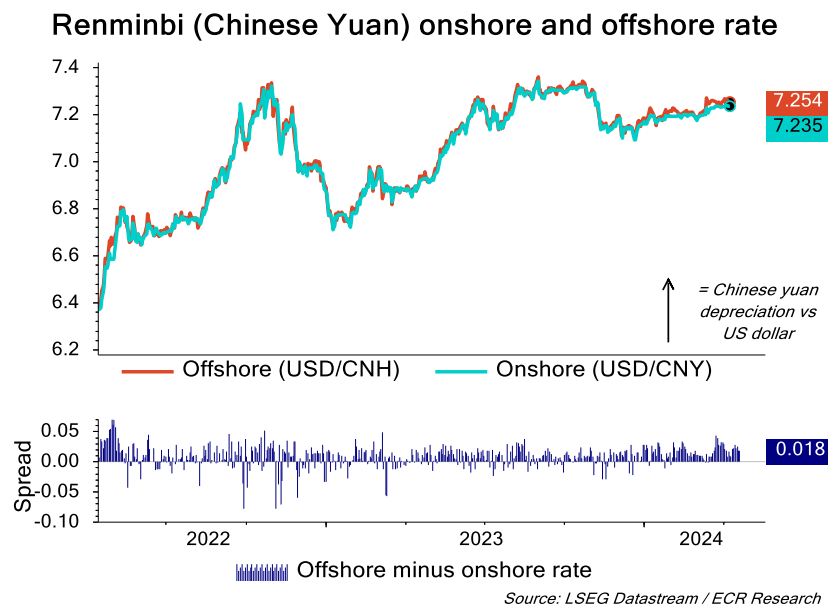 Renminbi (Chinese Yuan) onshore and offshore rate
7.4
7.2
7.0
6.8
6.6
6.4
6.2
7.254
7.235
= Chinese yuan
depreciation vs
US dollar
Offshore (USD/CNH)
Onshore (USD/CNY)
Spread
0.05
0.00
-0.05
-0.10
0.018
2022
2023
2024
Offshore minus onshore rate
Source: LSEG Datastream / ECR Research